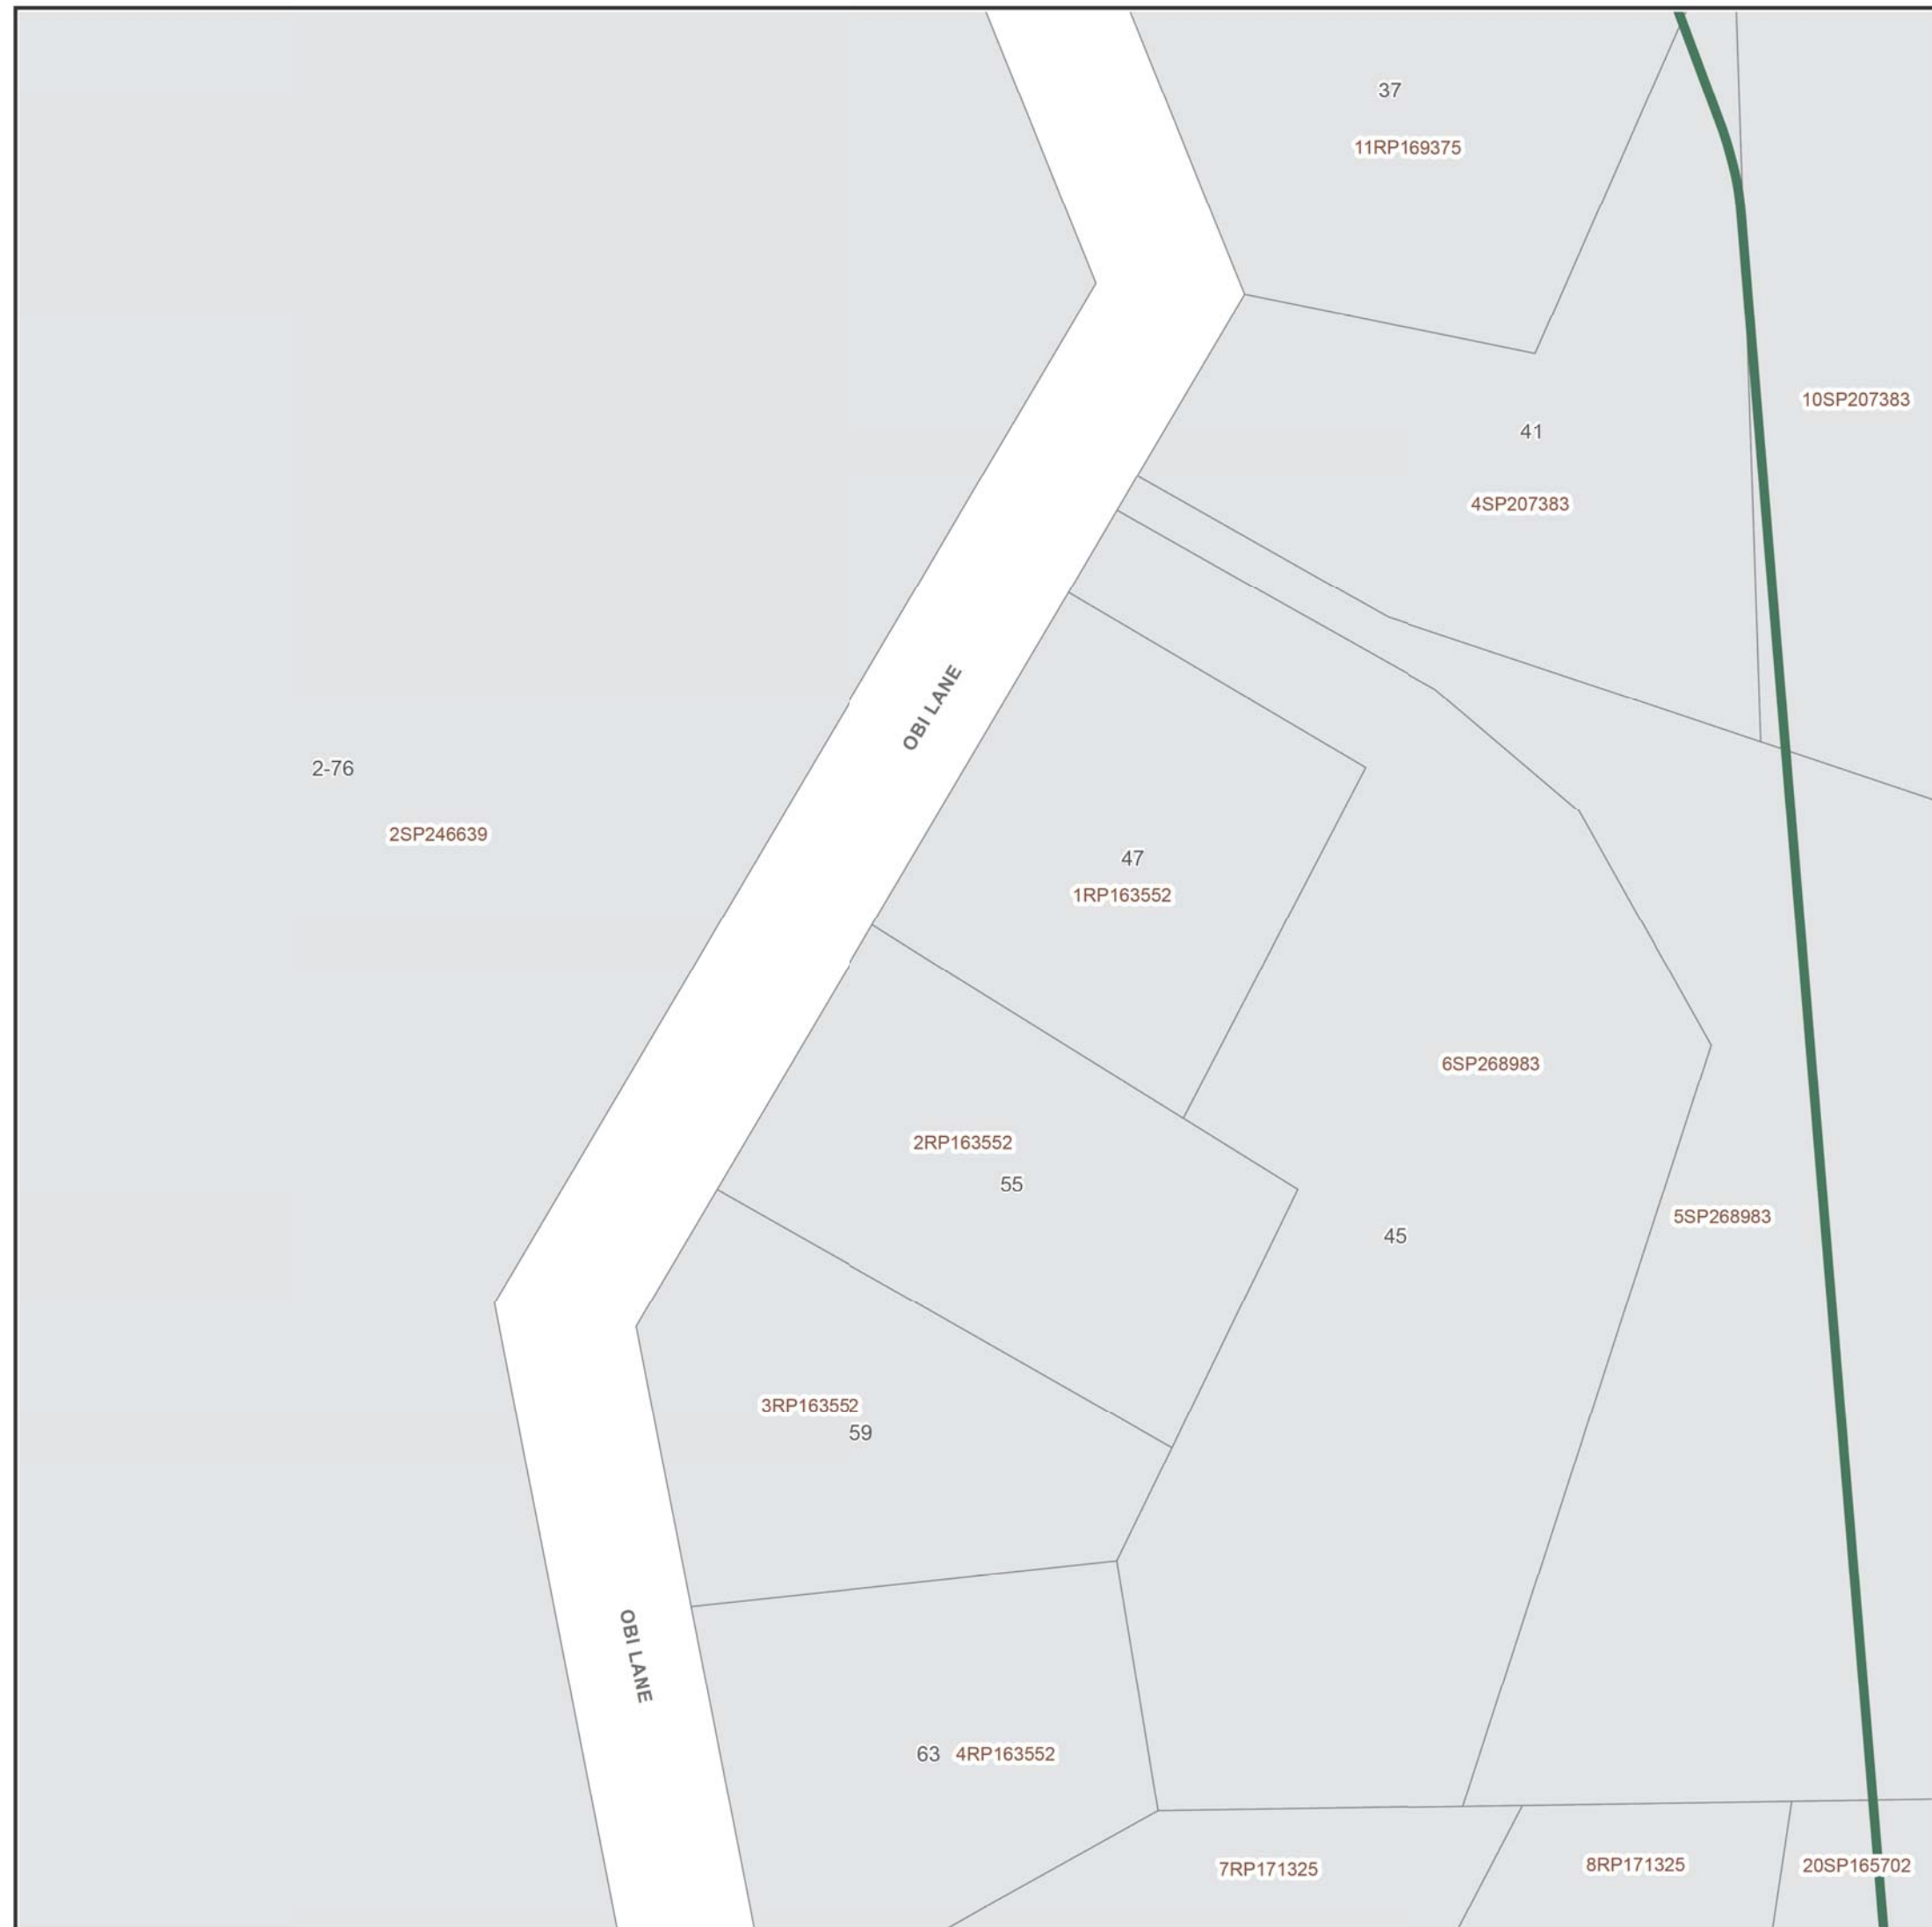 37
11RP169375
10SP207383
41
4SP207383
OBI LANE
2-76
2SP246639
47
1RP163552
6SP268983
2RP163552
55
5SP268983
45
3RP163552
59
OBI LANE
63 4RP163552
7RP171325
8RP171325
20SP165702